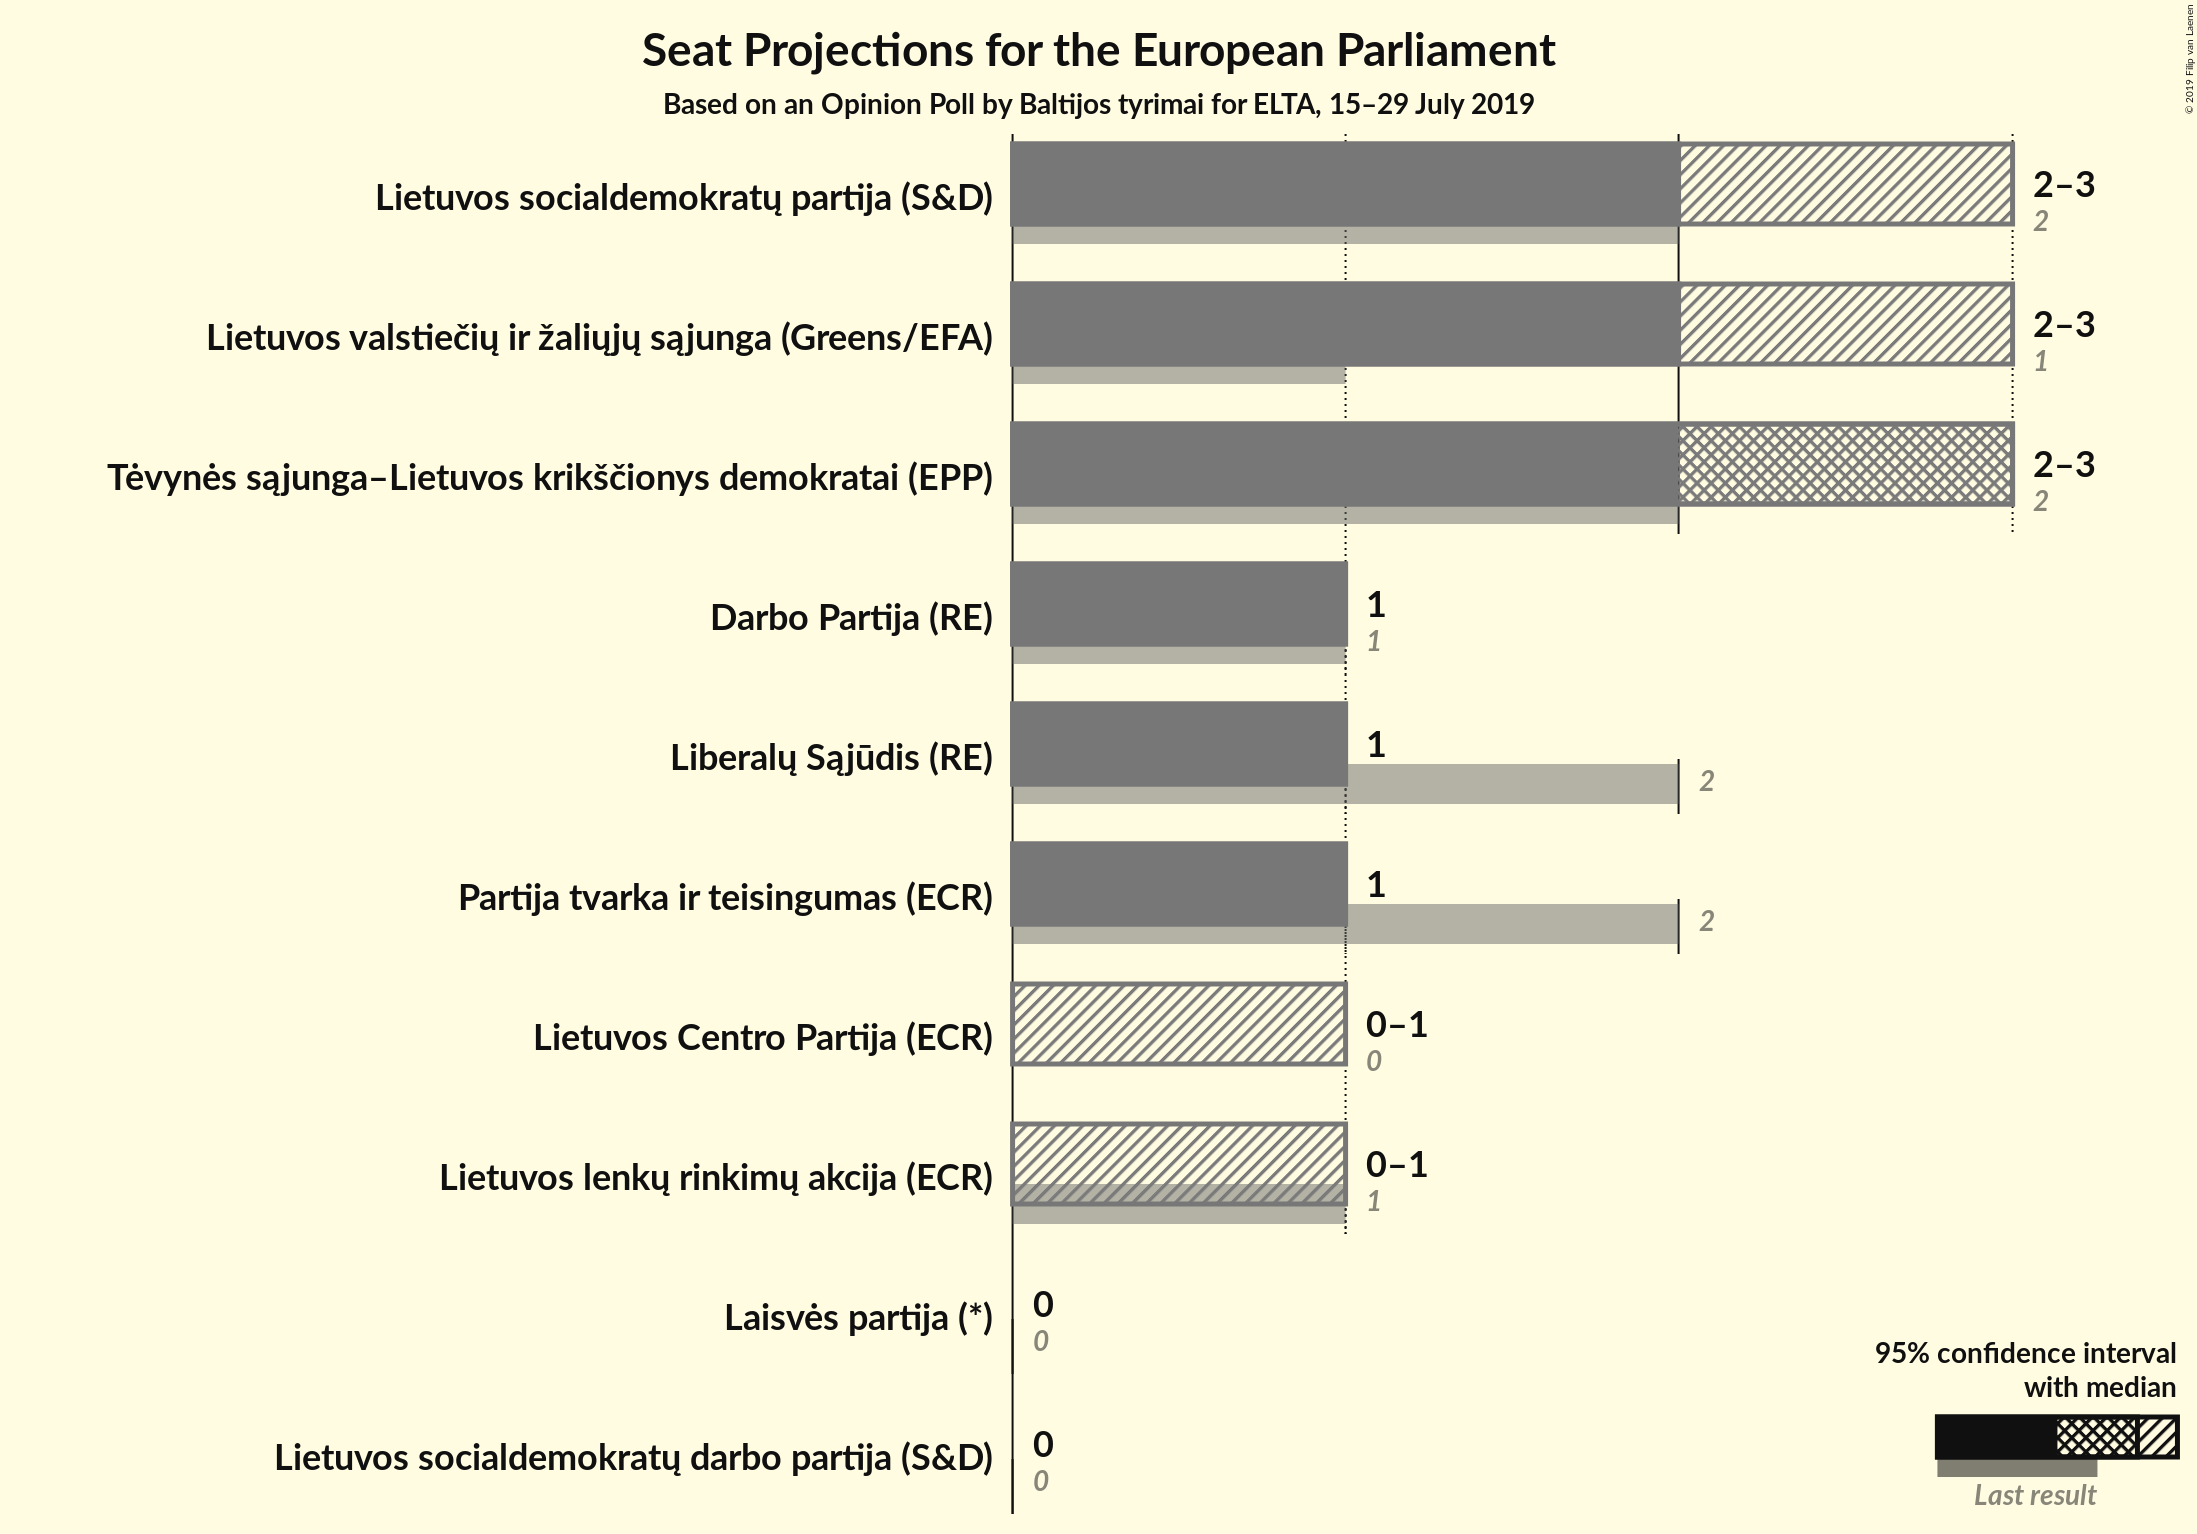 Seat Projections for the European Parliament
Based on an Opinion Poll by Baltijos tyrimai for ELTA, 15–29 July 2019
© 2019 Filip van Laenen
Lietuvos socialdemokratų partija (S&D)
2–3
2
Lietuvos valstiečių ir žaliųjų sąjunga (Greens/EFA)
2–3
1
Tėvynės sąjunga–Lietuvos krikščionys demokratai (EPP)
2–3
2
Darbo Partija (RE)
1
1
Liberalų Sąjūdis (RE)
1
2
Partija tvarka ir teisingumas (ECR)
1
2
Lietuvos Centro Partija (ECR)
0–1
0
Lietuvos lenkų rinkimų akcija (ECR)
0–1
1
Laisvės partija (*)
0
0
Lietuvos socialdemokratų darbo partija (S&D)
0
0
95% confidence interval
with median
Last result